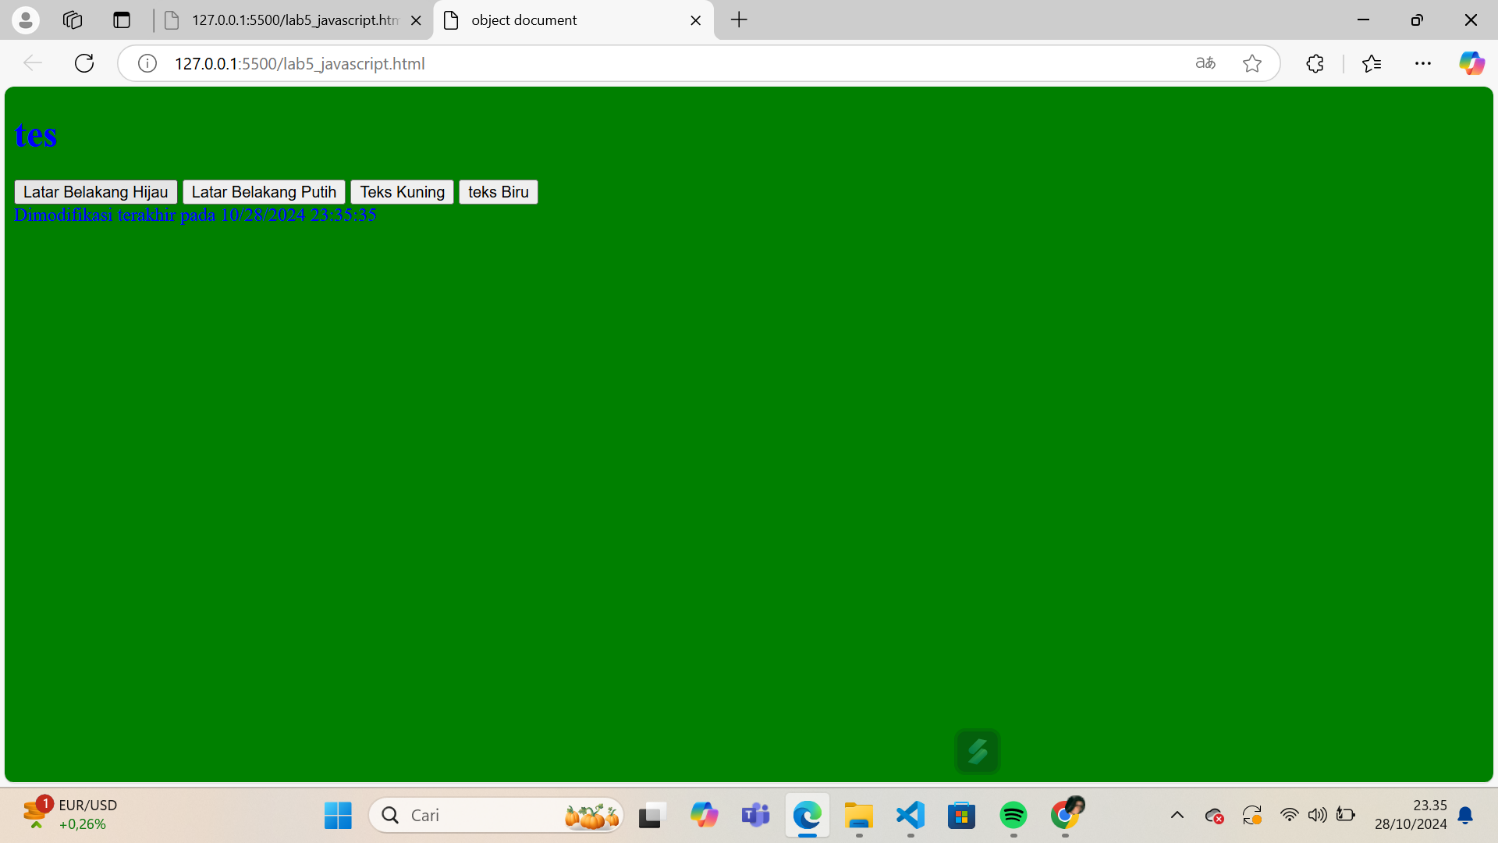 127.0.0.1:5500/lab5_javascript.htm
object document
127.0.0.1:5500/lab5_javascript.html
tes
Latar Belakang Hijau Latar Belakang Putih Teks Kuning teks Biru
Dimodifikasi terakhir pada 10/28/2024 23:35:35
1
EUR/USD
+0,26%
Cari
23.35
28/10/2024